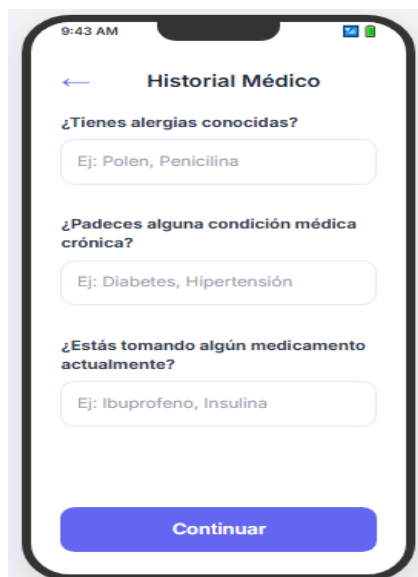 9:43 AM
← Historial Médico
¿Tienes alergias conocidas?
Ej: Polen, Penicilina
¿Padeces alguna condición médica
crónica?
Ej: Diabetes, Hipertensión
¿Estás tomando algún medicamento
actualmente?
Ej: Ibuprofeno, Insulina
Continuar